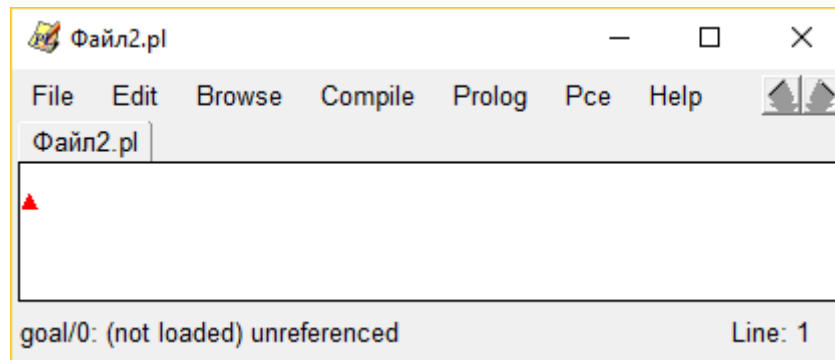 Файл2.pl
File Edit Browse Compile Prolog Pce Help
Файл2.pl
goal/0: (not loaded) unreferenced Line: 1